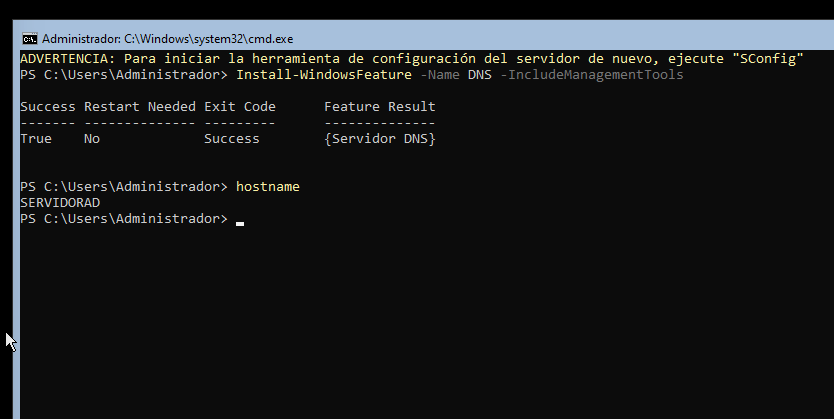 Administrador: C:\Windows\system32\cmd.exe
ADVERTENCIA: Para iniciar la herramienta de configuración del servidor de nuevo, ejecute "SConfig"
PS C:\Users\Administrador> Install-WindowsFeature -Name DNS -IncludeManagementTools
Success Restart Needed Exit Code      Feature Result
------- -------------- ---------      --------------
True    No             Success        {Servidor DNS}
PS C:\Users\Administrador> hostname
SERVIDORAD
PS C:\Users\Administrador>